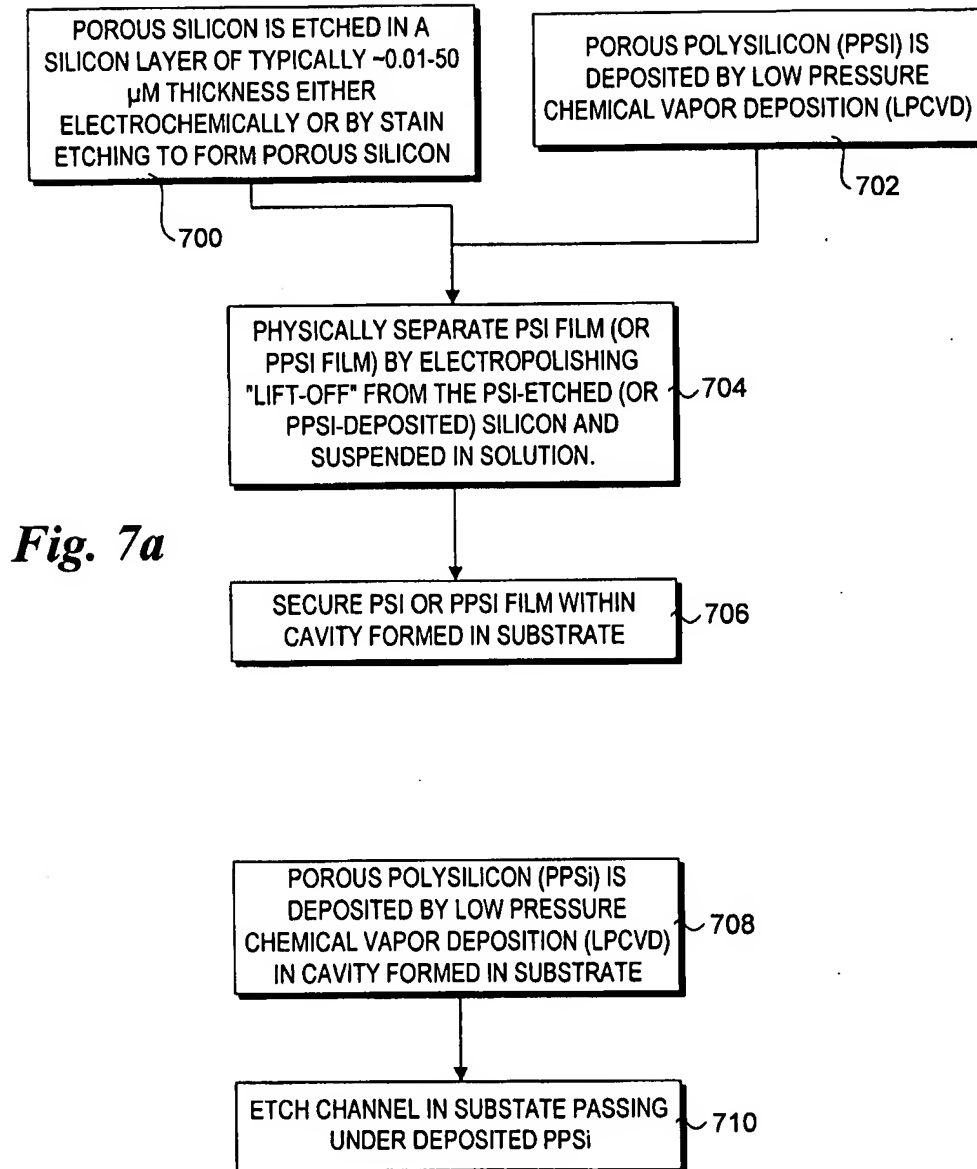 POROUS SILICON IS ETCHED IN A
SILICON LAYER OF TYPICALLY ~0.01-50
µM THICKNESS EITHER
ELECTROCHEMICALLY OR BY STAIN
ETCHING TO FORM POROUS SILICON
700
POROUS POLYSILICON (PPSI) IS
DEPOSITED BY LOW PRESSURE
CHEMICAL VAPOR DEPOSITION (LPCVD)
702
PHYSICALLY SEPARATE PSI FILM (OR
PPSI FILM) BY ELECTROPOLISHING
"LIFT-OFF" FROM THE PSI-ETCHED (OR
PPSI-DEPOSITED) SILICON AND
SUSPENDED IN SOLUTION.
704
Fig. 7a
SECURE PSI OR PPSI FILM WITHIN
CAVITY FORMED IN SUBSTRATE
706
POROUS POLYSILICON (PPSi) IS
DEPOSITED BY LOW PRESSURE
CHEMICAL VAPOR DEPOSITION (LPCVD)
IN CAVITY FORMED IN SUBSTRATE
708
ETCH CHANNEL IN SUBSTATE PASSING
UNDER DEPOSITED PPSi
710